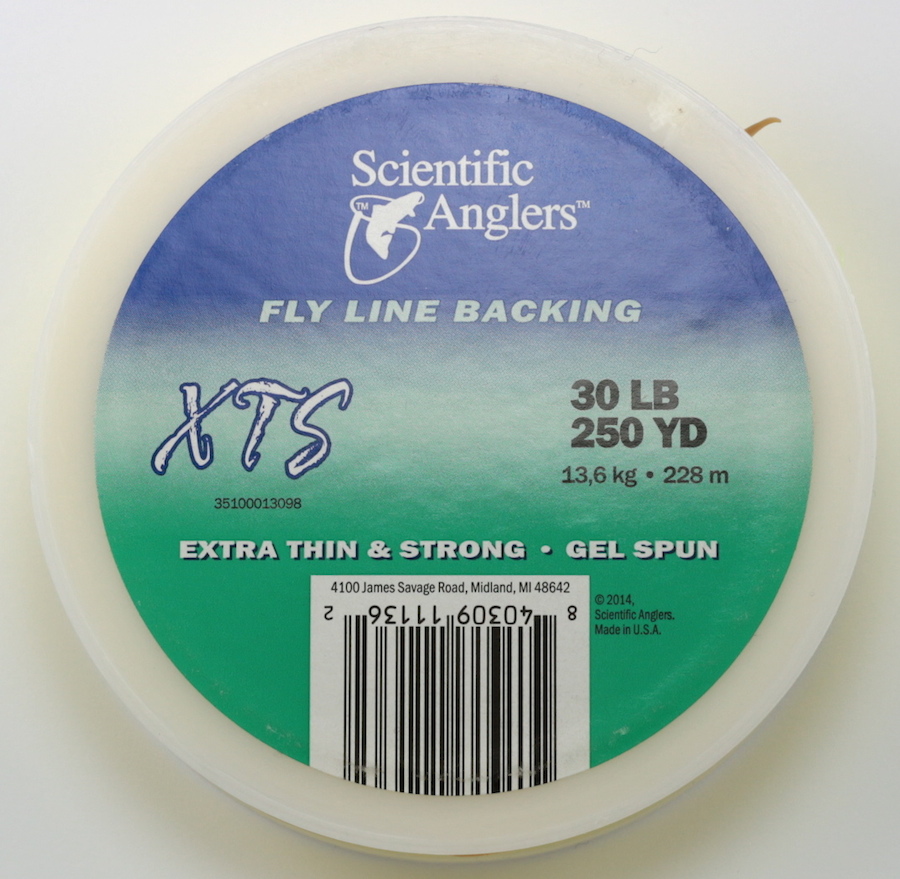 Scientific
Anglers™
™
FLY LINE BACKING
XTS
30 LB
250 YD
13,6 kg • 228 m
35100013098
EXTRA THIN & STRONG • GEL SPUN
4100 James Savage Road, Midland, MI 48642
8 40309 11136 2
© 2014,
Scientific Anglers.
Made in U.S.A.